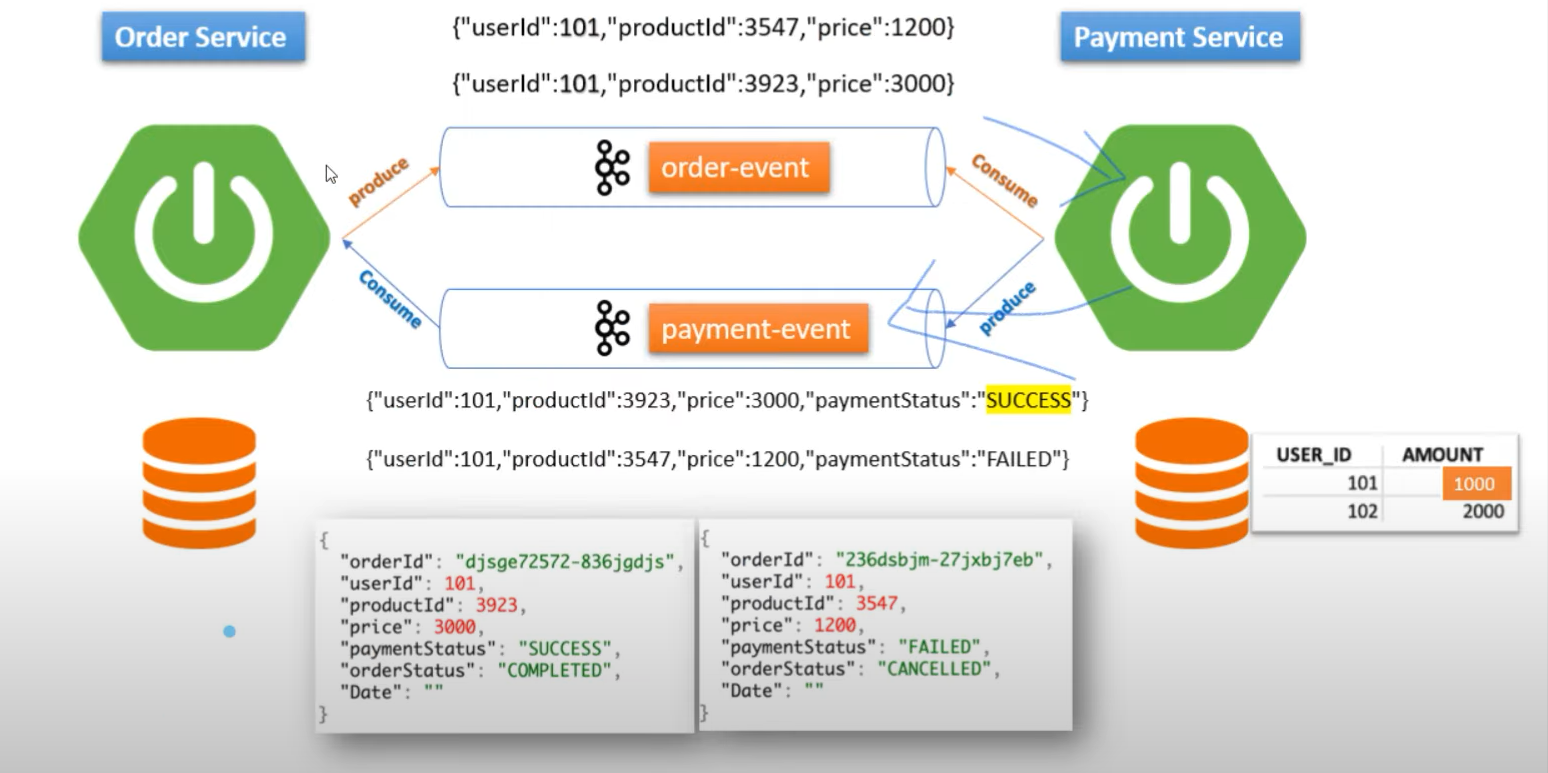 Order Service
{"userId":101,"productId":3547,"price":1200}
Payment Service
{"userId":101,"productId":3923,"price":3000}
produce
order-event
Consume
Consume
payment-event
produce
{"userId":101,"productId":3923,"price":3000,"paymentStatus":"SUCCESS"}
{"userId":101,"productId":3547,"price":1200,"paymentStatus":"FAILED"}
USER_ID AMOUNT
101 1000
102 2000
{
"orderId": "djsge72572-836jgdjs",
"userId": 101,
"productId": 3923,
"price": 3000,
"paymentStatus": "SUCCESS",
"orderStatus": "COMPLETED",
"Date": ""
}
{
"orderId": "236dsbjm-27jxbj7eb",
"userId": 101,
"productId": 3547,
"price": 1200,
"paymentStatus": "FAILED",
"orderStatus": "CANCELLED",
"Date": ""
}